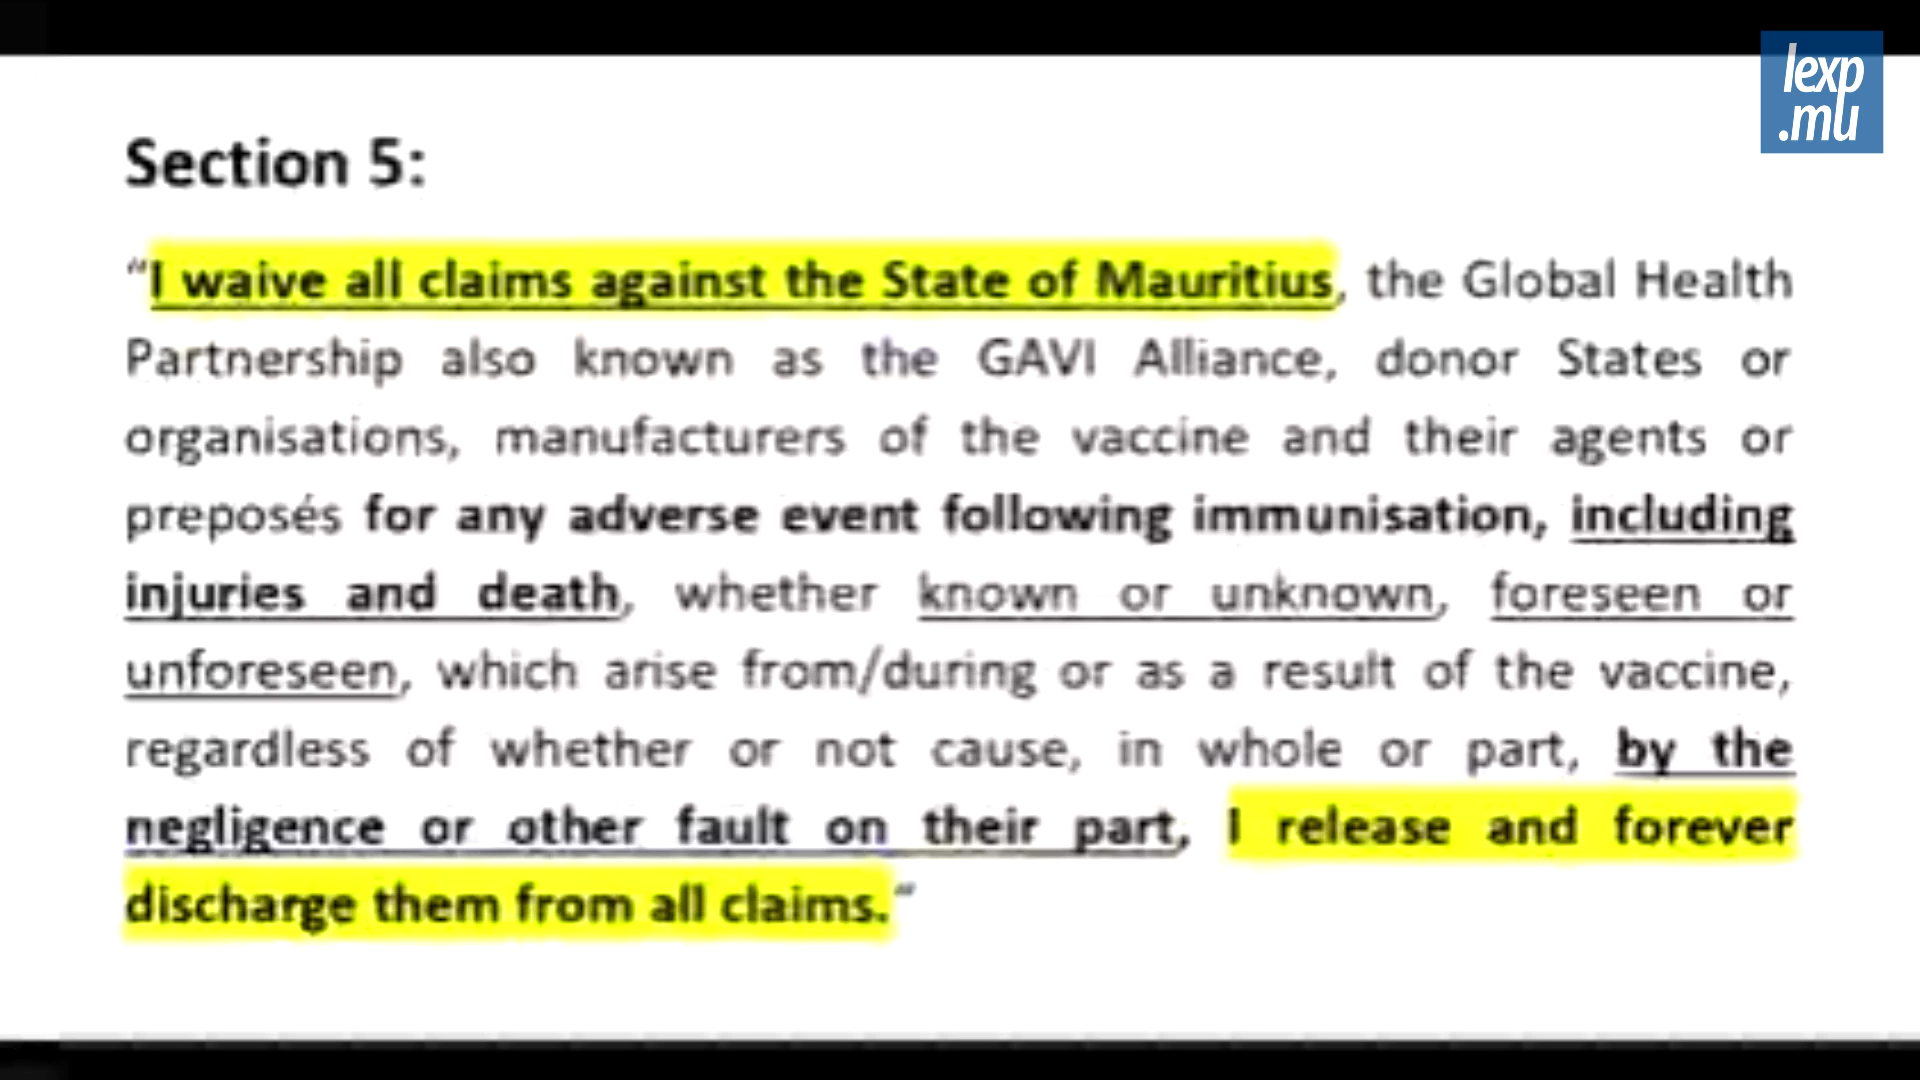 lexp
.mu
Section 5:
“I waive all claims against the State of Mauritius, the Global Health
Partnership also known as the GAVI Alliance, donor States or
organisations, manufacturers of the vaccine and their agents or
preposés for any adverse event following immunisation, including
injuries and death, whether known or unknown, foreseen or
unforeseen, which arise from/during or as a result of the vaccine,
regardless of whether or not cause, in whole or part, by the
negligence or other fault on their part, I release and forever
discharge them from all claims.“